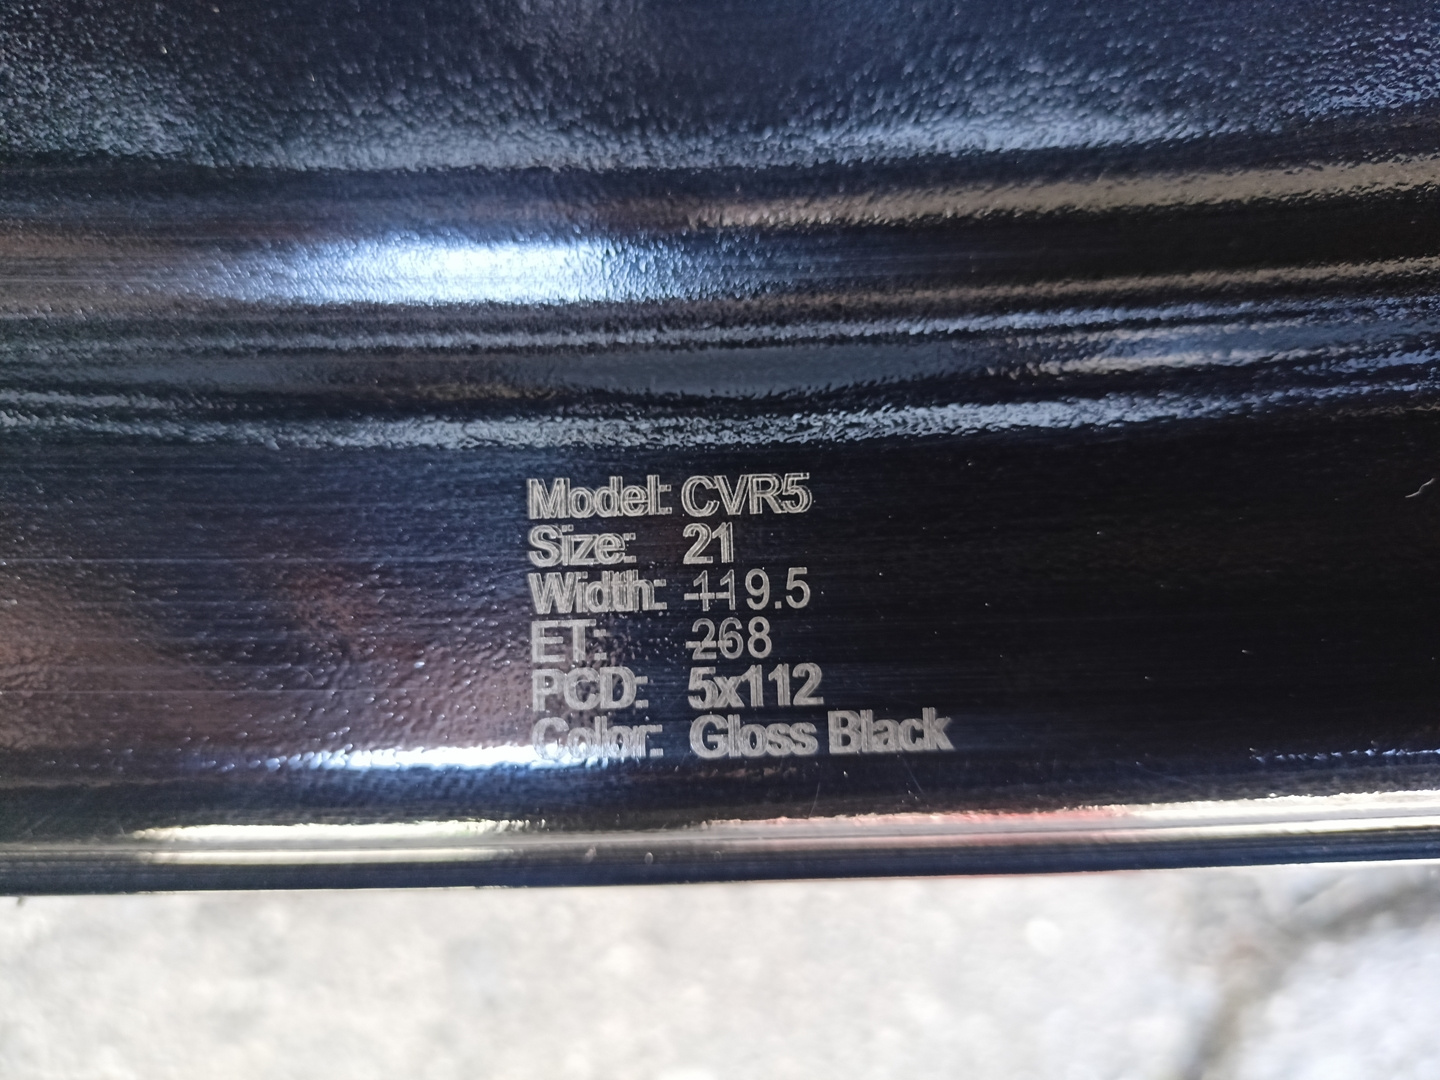 Model: CVR5
Size: 21
Width: 119.5
ET: 268
PCD: 5x112
Color: Gloss Black